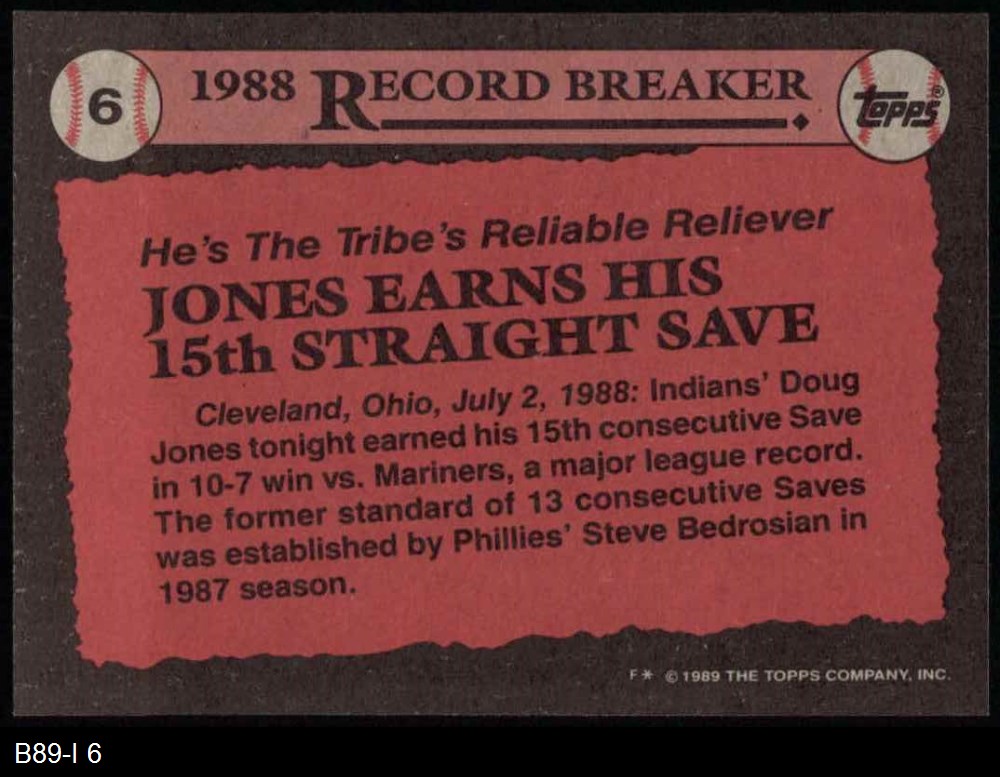 6
1988 RECORD BREAKER
TOPPS®
He's The Tribe's Reliable Reliever
JONES EARNS HIS
15th STRAIGHT SAVE
Cleveland, Ohio, July 2, 1988: Indians' Doug
Jones tonight earned his 15th consecutive Save
in 10-7 win vs. Mariners, a major league record.
The former standard of 13 consecutive Saves
was established by Phillies' Steve Bedrosian in
1987 season.
F* © 1989 THE TOPPS COMPANY, INC.
B89-I 6